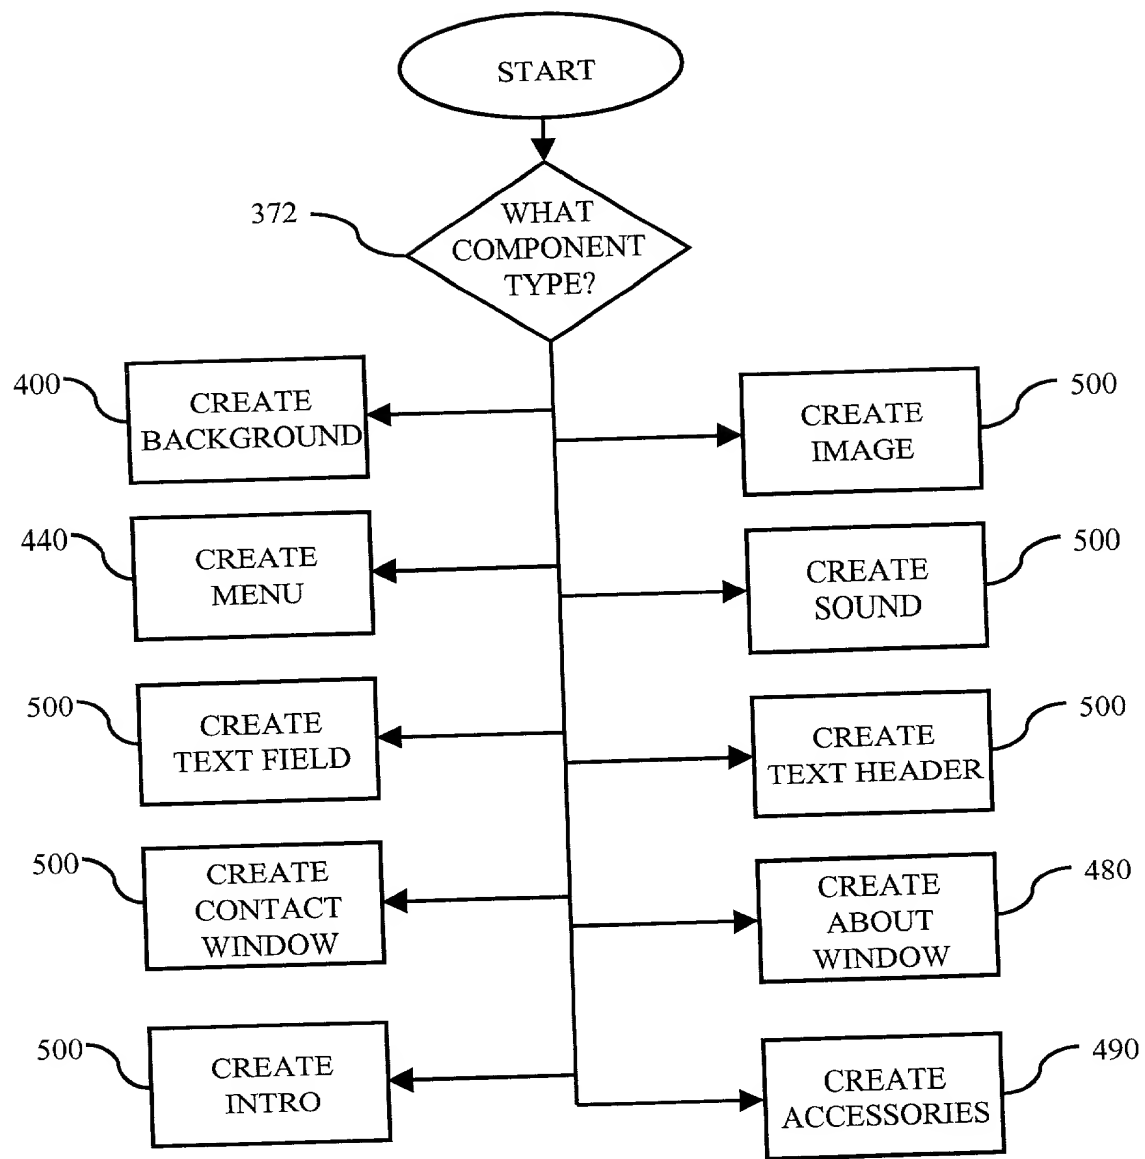 START
372
WHAT
COMPONENT
TYPE?
400
CREATE
BACKGROUND
CREATE
IMAGE
500
440
CREATE
MENU
CREATE
SOUND
500
500
CREATE
TEXT FIELD
CREATE
TEXT HEADER
500
500
CREATE
CONTACT
WINDOW
CREATE
ABOUT
WINDOW
480
500
CREATE
INTRO
CREATE
ACCESSORIES
490